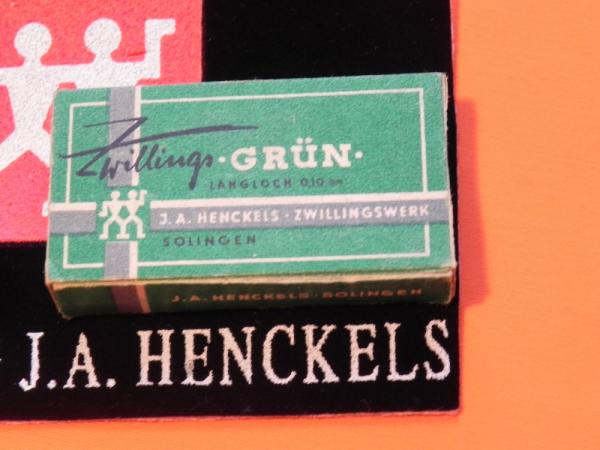 Zwillings·GRÜN·
LANGLOCH 0,10 mm
J. A. HENCKELS · ZWILLINGSWERK
SOLINGEN
J. A. HENCKELS · SOLINGEN
J.A. HENCKELS